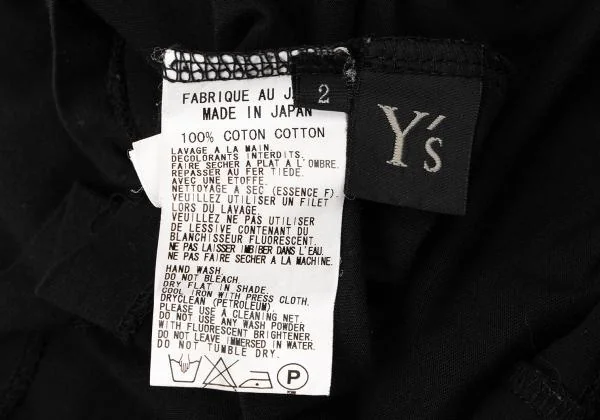 FABRIQUE AU J
MADE IN JAPAN
2
Y's
100% COTON COTTON
LAVAGE A LA MAIN.
DECOLORANTS INTERDITS.
FAIRE SECHER A PLAT A L'OMBRE.
REPASSER AU FER TIEDE.
AVEC UNE ETOFFE.
NETTOYAGE A SEC (ESSENCE F).
VEUILLEZ UTILISER UN FILET
LORS DU LAVAGE.
VEUILLEZ NE PAS UTILISER
DE LESSIVE CONTENANT DU
BLANCHISSEUR FLUORESCENT.
NE PAS LAISSER IMBIBER DANS L'EAU.
NE PAS FAIRE SECHER A LA MACHINE.
HAND WASH.
DO NOT BLEACH.
DRY FLAT IN SHADE.
COOL IRON WITH PRESS CLOTH.
DRYCLEAN (PETROLEUM).
PLEASE USE A CLEANING NET.
DO NOT USE ANY WASH POWDER
WITH FLUORESCENT BRIGHTENER.
DO NOT LEAVE IMMERSED IN WATER.
DO NOT TUMBLE DRY.
P